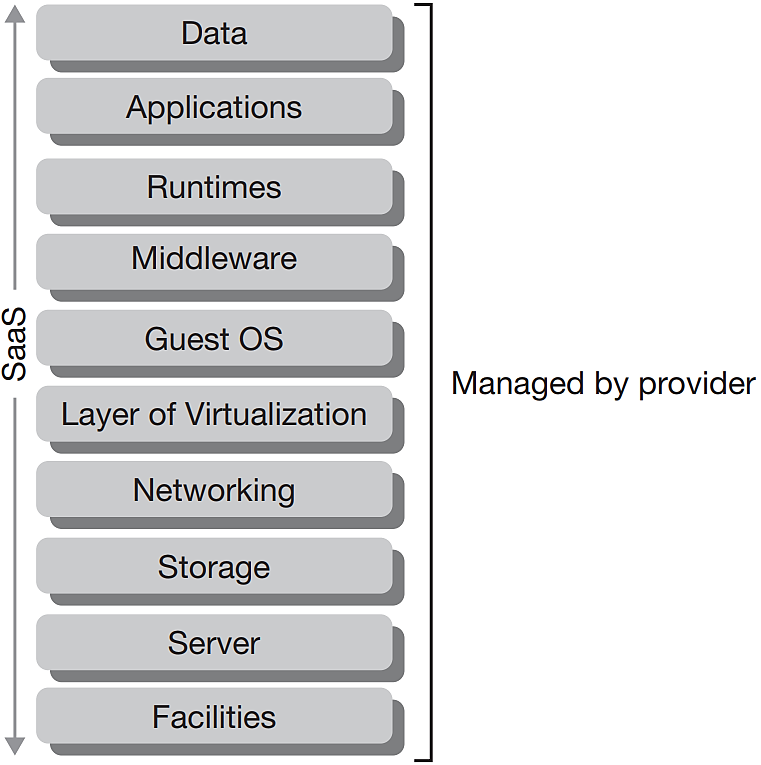 Data
Applications
Runtimes
Middleware
Guest OS
Layer of Virtualization
Networking
Storage
Server
Facilities
SaaS
Managed by provider